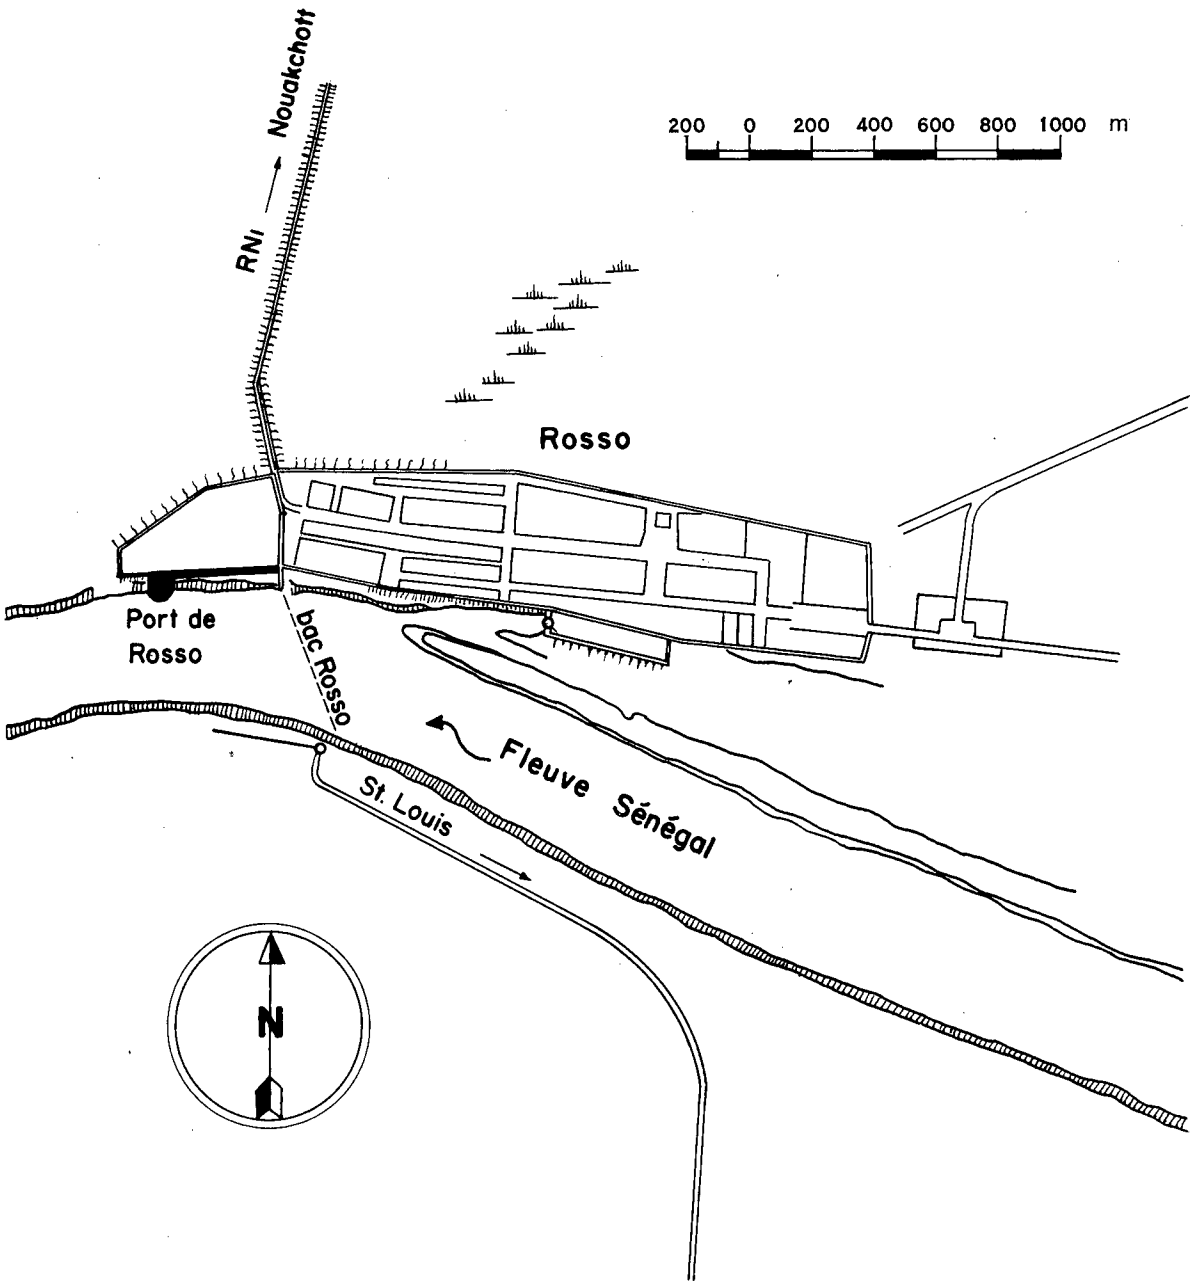 Nouakchott
RN1
200 0 200 400 600 800 1000 m
Rosso
Port de
Rosso
bac Rosso
Fleuve Sénégal
St. Louis
N